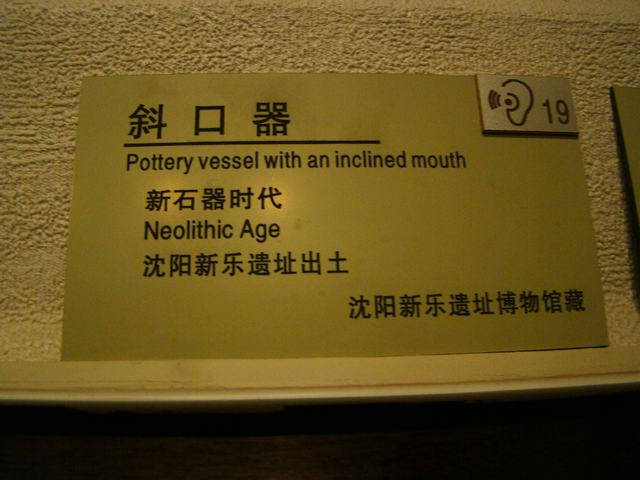 斜口器
19
Pottery vessel with an inclined mouth
新石器时代
Neolithic Age
沈阳新乐遗址出土
沈阳新乐遗址博物馆藏